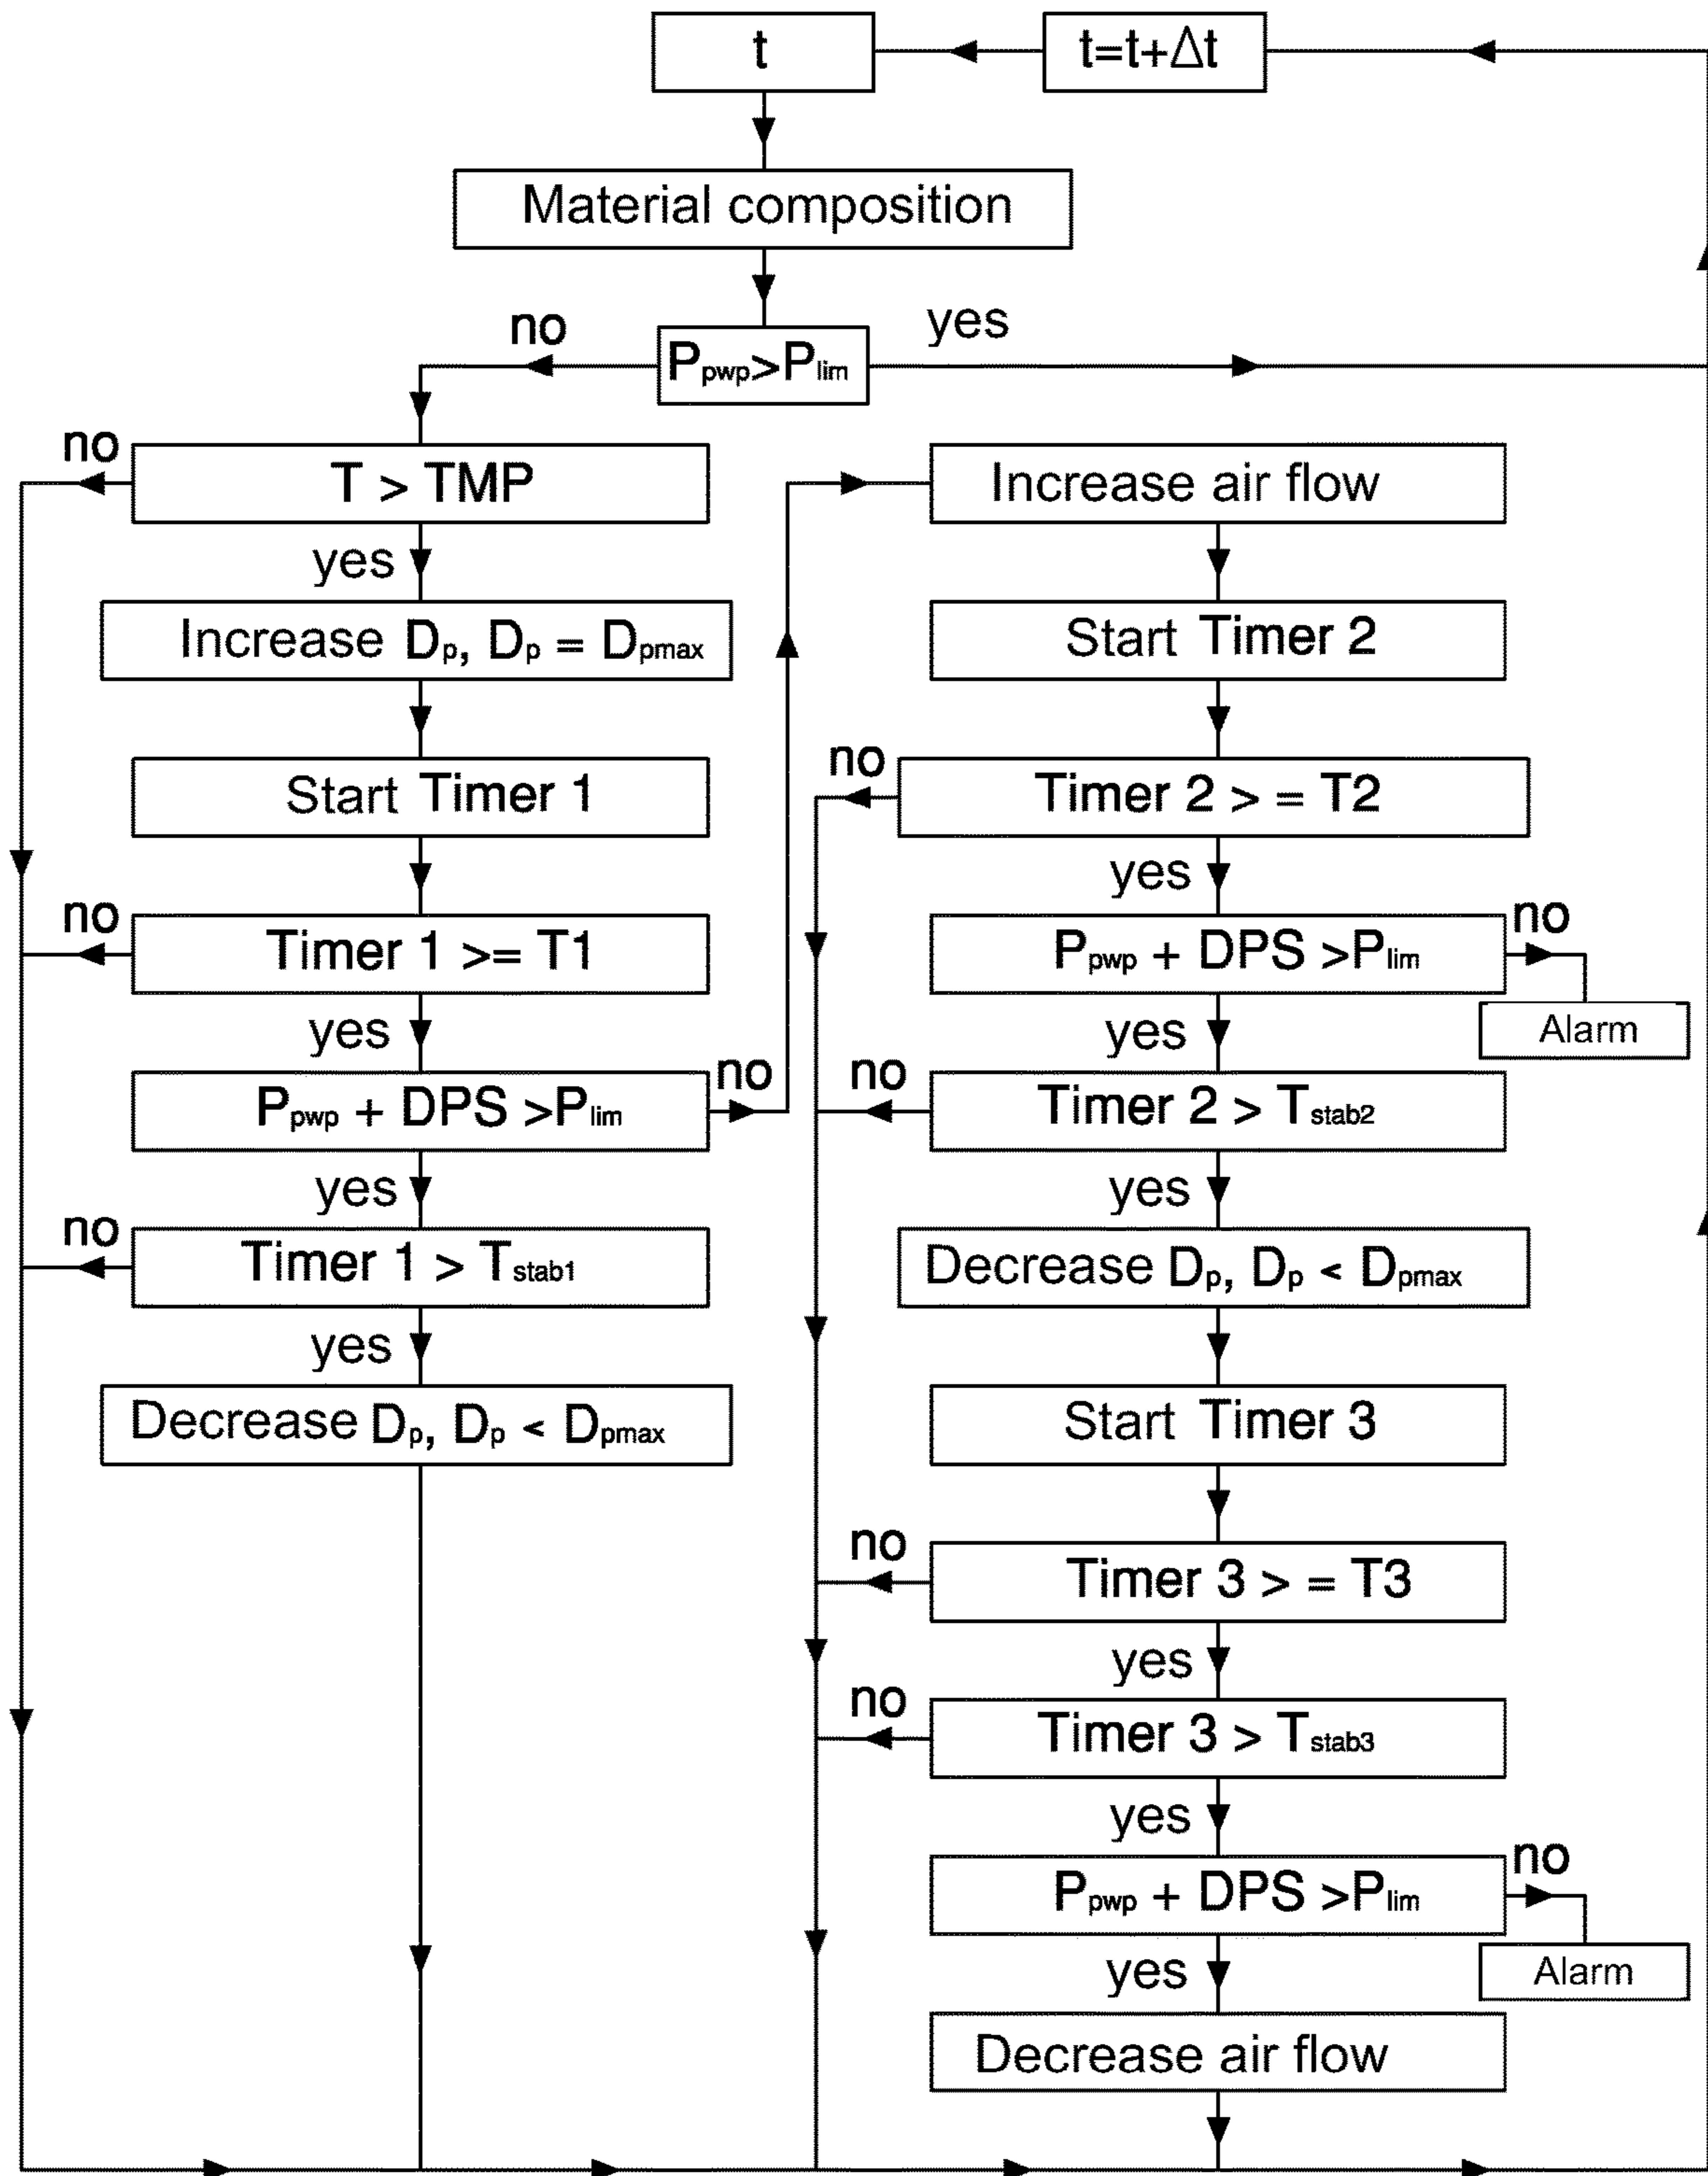 t
t=t+Δt
Material composition
no
yes
Ppwp>Plim
no
T > TMP
yes
Increase Dp, Dp = Dpmax
Start Timer 1
no
Timer 1 >= T1
yes
Ppwp + DPS >Plim
no
yes
no
Timer 1 > Tstab1
yes
Decrease Dp, Dp < Dpmax
Increase air flow
Start Timer 2
no
Timer 2 > = T2
yes
Ppwp + DPS >Plim
no
Alarm
yes
no
Timer 2 > Tstab2
yes
Decrease Dp, Dp < Dpmax
Start Timer 3
no
Timer 3 > = T3
yes
no
Timer 3 > Tstab3
yes
Ppwp + DPS >Plim
no
Alarm
yes
Decrease air flow